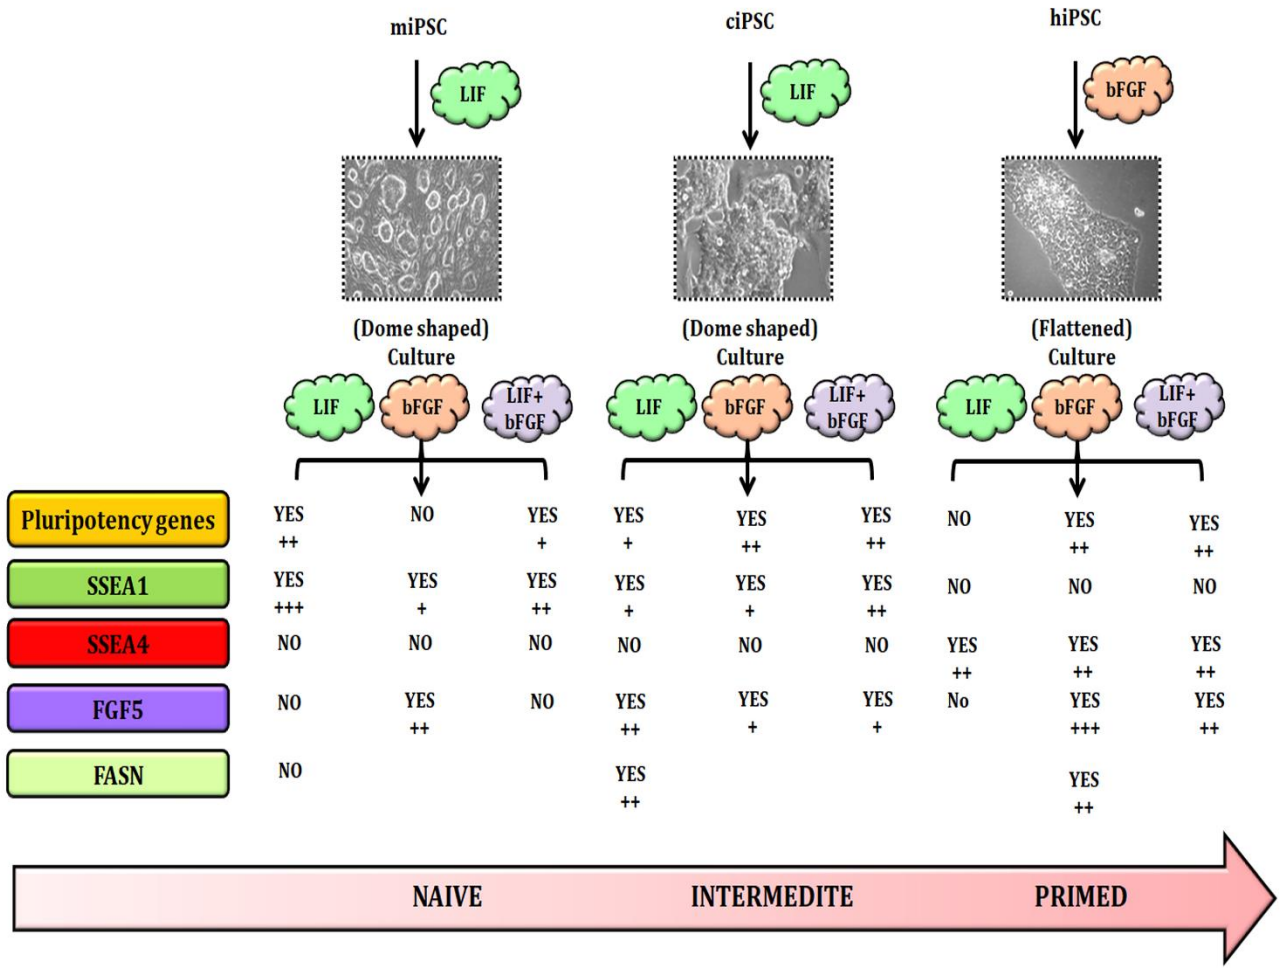 miPSC
ciPSC
hiPSC
LIF
LIF
bFGF
(Dome shaped)
Culture
(Dome shaped)
Culture
(Flattened)
Culture
LIF
bFGF
LIF+
bFGF
LIF
bFGF
LIF+
bFGF
LIF
bFGF
LIF+
bFGF
Pluripotency genes
YES
++
NO
YES
+
YES
+
YES
++
YES
++
NO
YES
++
YES
++
SSEA1
YES
+++
YES
+
YES
++
YES
+
YES
+
YES
++
NO
NO
NO
SSEA4
NO
NO
NO
NO
NO
NO
YES
++
YES
++
YES
++
FGF5
NO
YES
++
NO
YES
++
YES
+
YES
+
No
YES
+++
YES
++
FASN
NO
YES
++
YES
++
NAIVE
INTERMEDITE
PRIMED